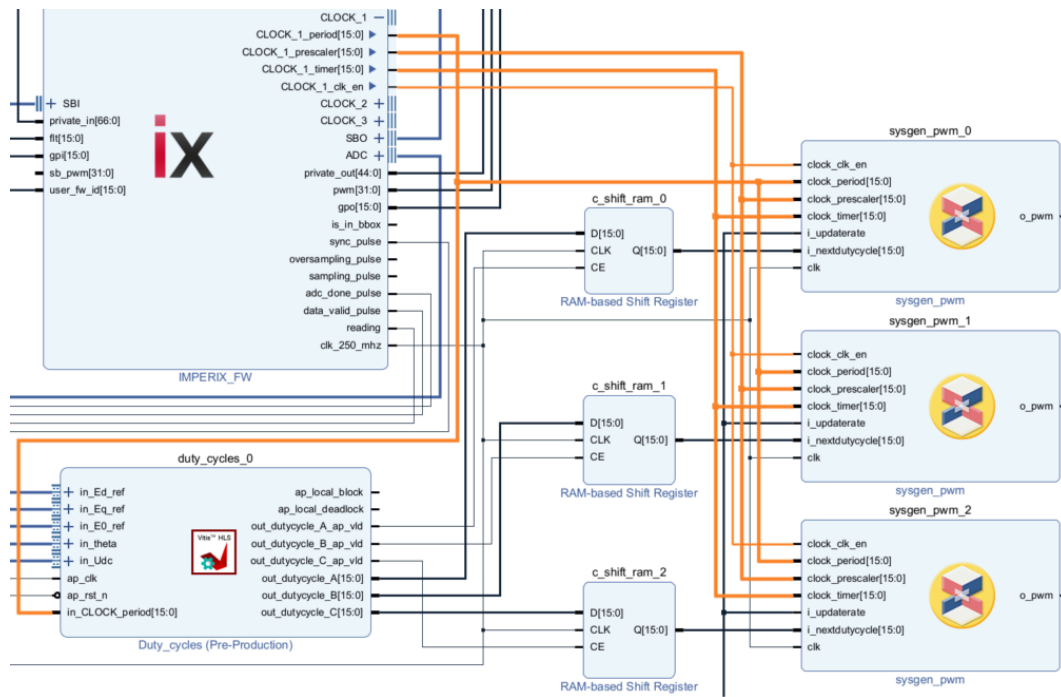 CLOCK_1
CLOCK_1_period[15:0]
CLOCK_1_prescaler[15:0]
CLOCK_1_timer[15:0]
CLOCK_1_clk_en
SBI
CLOCK_2
private_in[66:0]
CLOCK_3
flt[15:0]
SBO
gpi[15:0]
ADC
sb_pwm[31:0]
private_out[44:0]
user_fw_id[15:0]
pwm[31:0]
gpo[15:0]
is_in_bbox
sync_pulse
oversampling_pulse
sampling_pulse
adc_done_pulse
data_valid_pulse
reading
clk_250_mhz
ix
IMPERIX_FW
duty_cycles_0
in_Ed_ref
in_Eq_ref
in_E0_ref
in_theta
in_Udc
ap_clk
ap_rst_n
in_CLOCK_period[15:0]
Vitis™ HLS
ap_local_block
ap_local_deadlock
out_dutycycle_A_ap_vld
out_dutycycle_B_ap_vld
out_dutycycle_C_ap_vld
out_dutycycle_A[15:0]
out_dutycycle_B[15:0]
out_dutycycle_C[15:0]
Duty_cycles (Pre-Production)
c_shift_ram_0
D[15:0]
CLK
CE
Q[15:0]
RAM-based Shift Register
c_shift_ram_1
D[15:0]
CLK
CE
Q[15:0]
RAM-based Shift Register
c_shift_ram_2
D[15:0]
CLK
CE
Q[15:0]
RAM-based Shift Register
sysgen_pwm_0
clock_clk_en
clock_period[15:0]
clock_prescaler[15:0]
clock_timer[15:0]
i_updaterate
i_nextdutycycle[15:0]
clk
o_pwm
sysgen_pwm
sysgen_pwm_1
clock_clk_en
clock_period[15:0]
clock_prescaler[15:0]
clock_timer[15:0]
i_updaterate
i_nextdutycycle[15:0]
clk
o_pwm
sysgen_pwm
sysgen_pwm_2
clock_clk_en
clock_period[15:0]
clock_prescaler[15:0]
clock_timer[15:0]
i_updaterate
i_nextdutycycle[15:0]
clk
o_pwm
sysgen_pwm